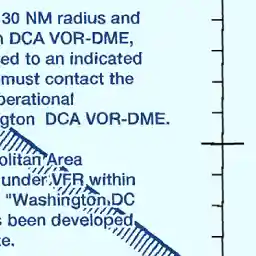 30 NM radius and
DCA VOR-DME,
ed to an indicated
must contact the
perational
gton DCA VOR-DME.
olitan Area
under VFR within
"Washington,DC
been developed
e.